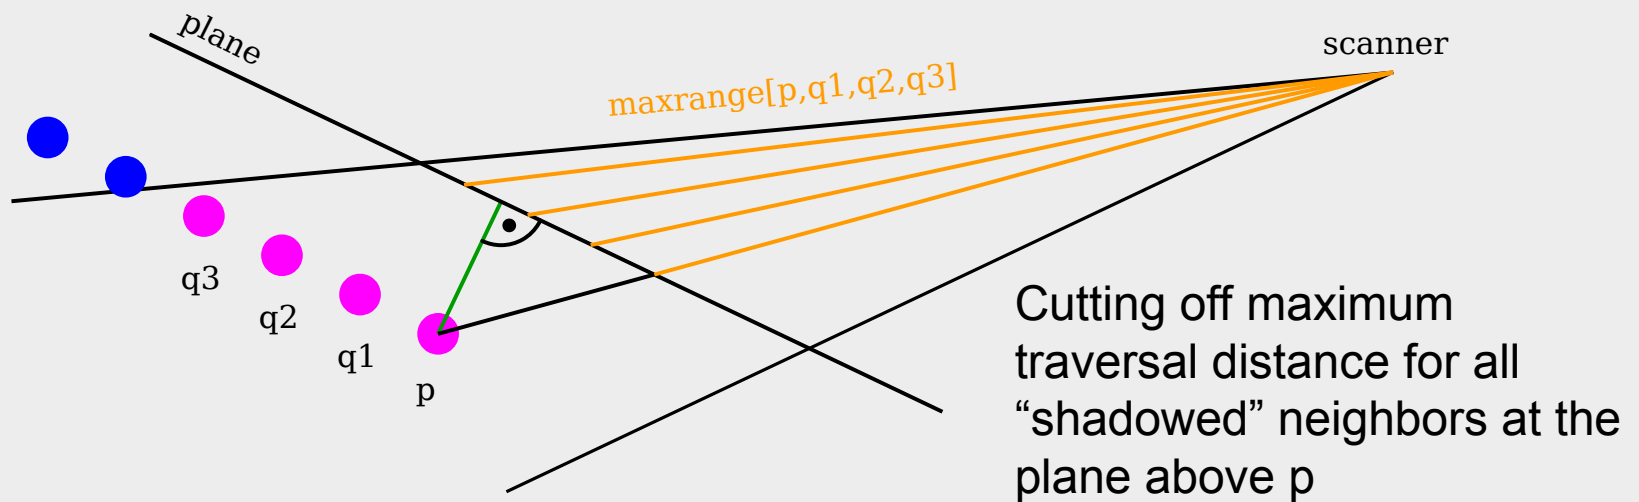 plane
scanner
maxrange[p,q1,q2,q3]
q3
q2
q1
p
Cutting off maximum
traversal distance for all
“shadowed” neighbors at the
plane above p